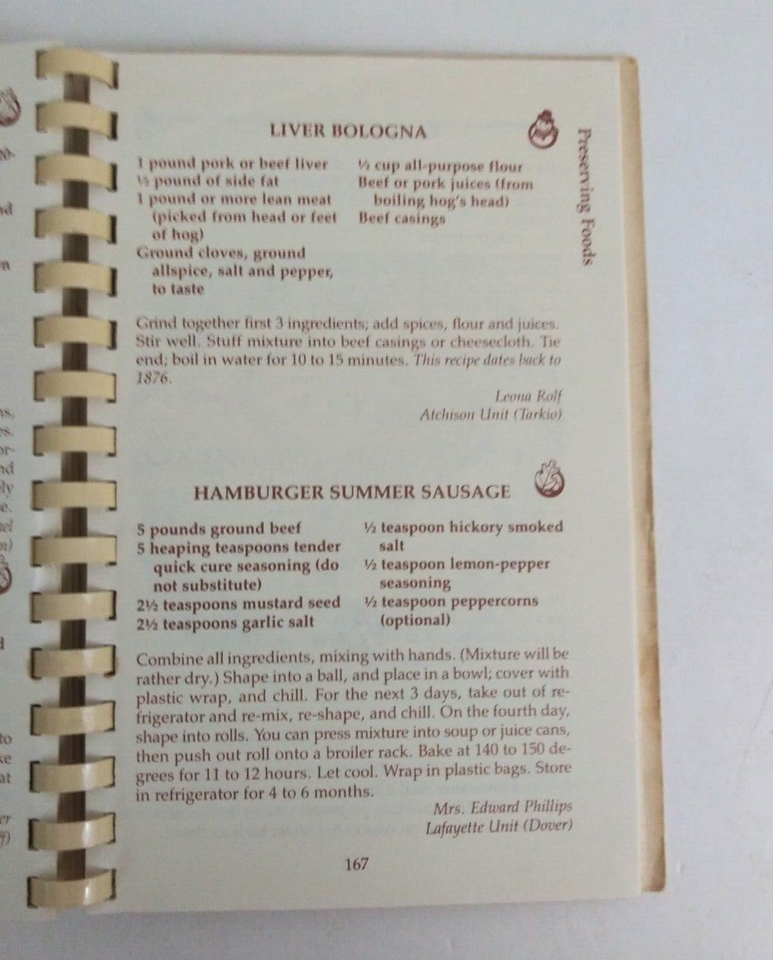 LIVER BOLOGNA
1 pound pork or beef liver
½ pound of side fat
1 pound or more lean meat
(picked from head or feet
of hog)
Ground cloves, ground
allspice, salt and pepper,
to taste
½ cup all-purpose flour
Beef or pork juices (from
boiling hog's head)
Beef casings
Grind together first 3 ingredients; add spices, flour and juices.
Stir well. Stuff mixture into beef casings or cheesecloth. Tie
end; boil in water for 10 to 15 minutes. This recipe dates back to
1876.
Leona Rolf
Atchison Unit (Tarkio)
Preserving Foods
HAMBURGER SUMMER SAUSAGE
5 pounds ground beef
5 heaping teaspoons tender
quick cure seasoning (do
not substitute)
2½ teaspoons mustard seed
2½ teaspoons garlic salt
½ teaspoon hickory smoked
salt
½ teaspoon lemon-pepper
seasoning
½ teaspoon peppercorns
(optional)
Combine all ingredients, mixing with hands. (Mixture will be
rather dry.) Shape into a ball, and place in a bowl; cover with
plastic wrap, and chill. For the next 3 days, take out of re-
frigerator and re-mix, re-shape, and chill. On the fourth day,
shape into rolls. You can press mixture into soup or juice cans,
then push out roll onto a broiler rack. Bake at 140 to 150 de-
grees for 11 to 12 hours. Let cool. Wrap in plastic bags. Store
in refrigerator for 4 to 6 months.
Mrs. Edward Phillips
Lafayette Unit (Dover)
167